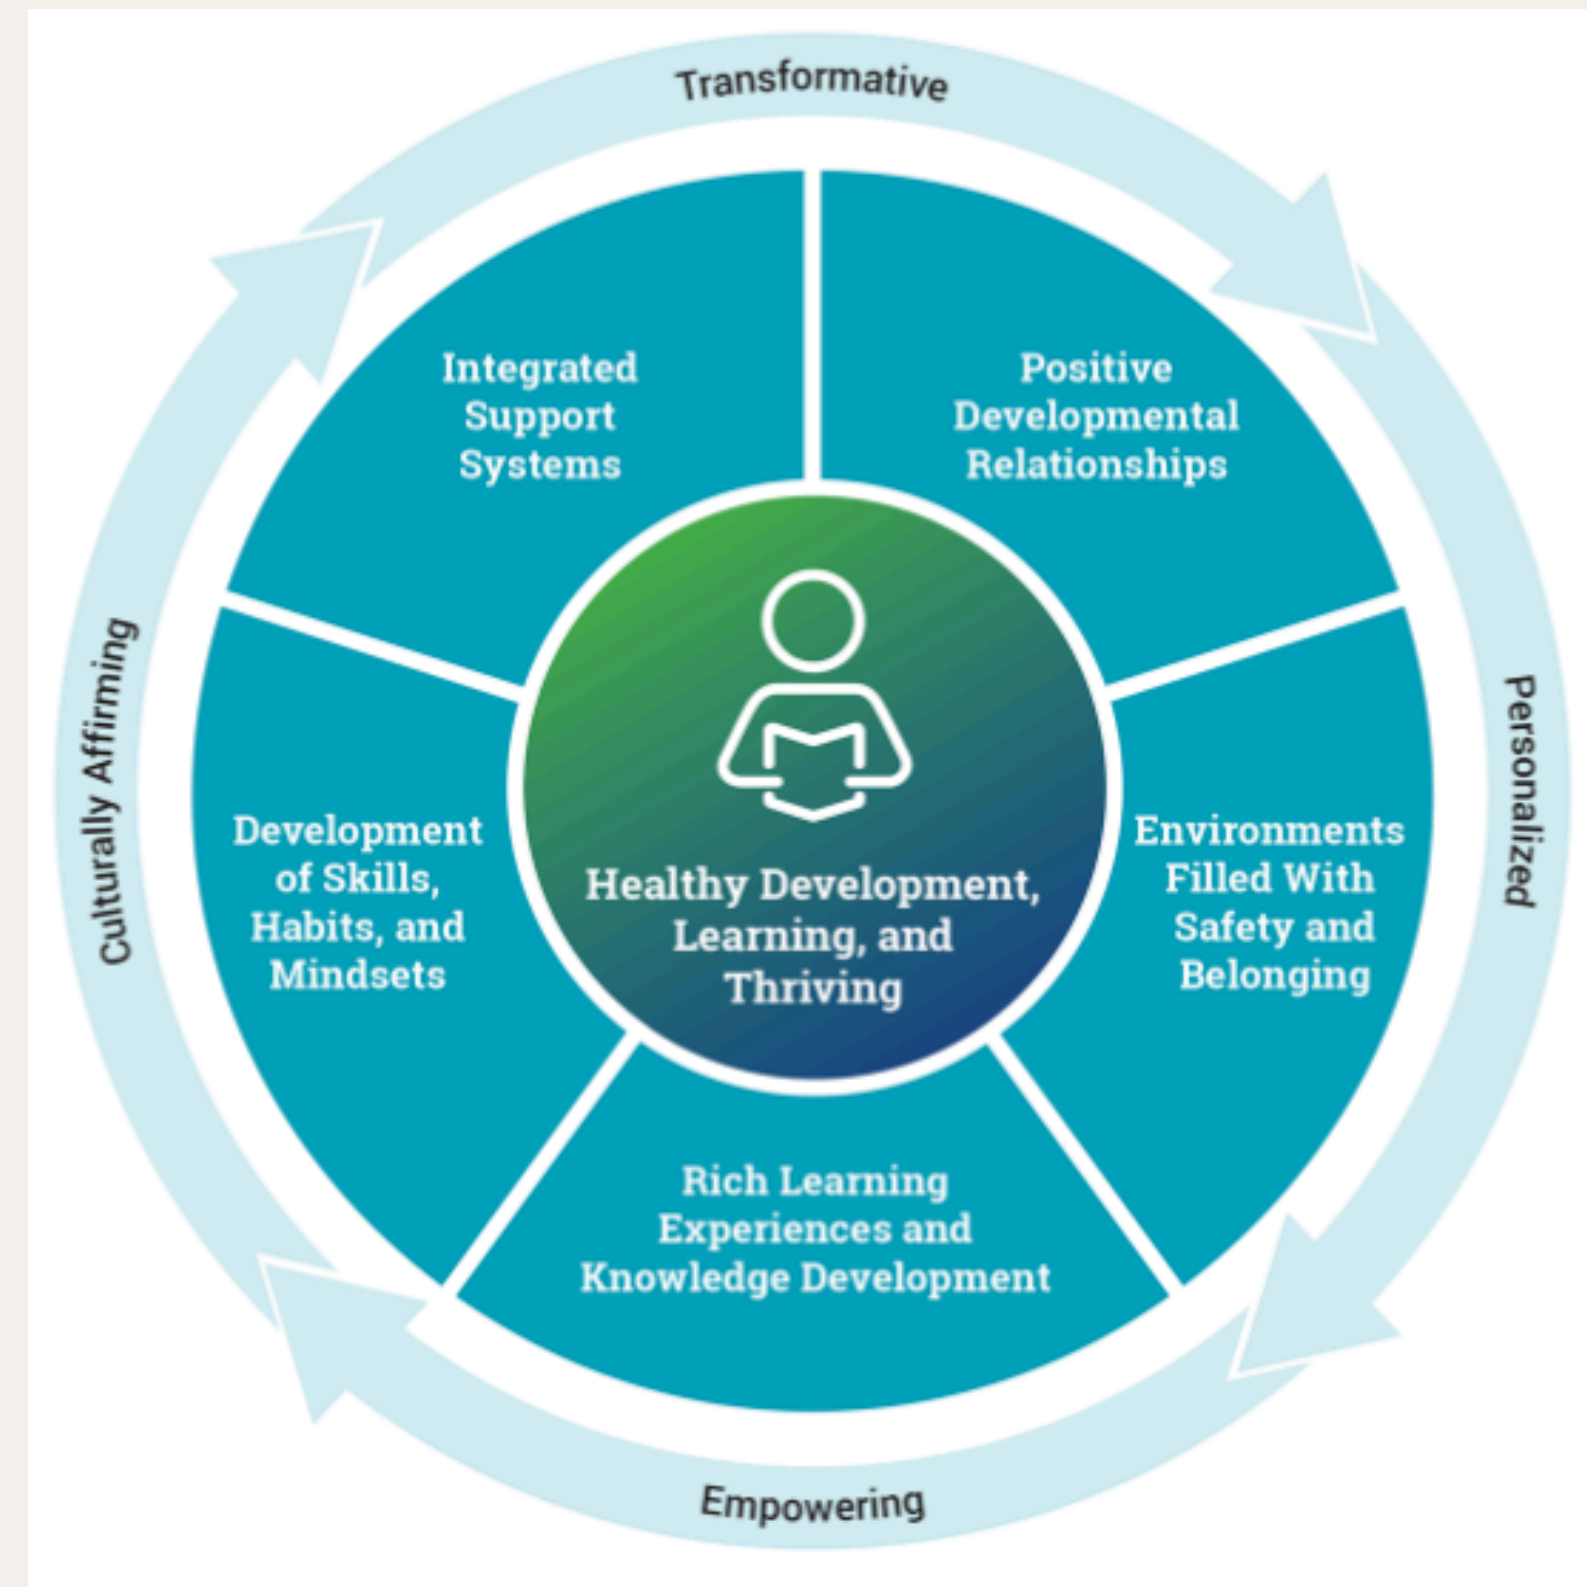 Transformative
Integrated
Support
Systems
Positive
Developmental
Relationships
Culturally Affirming
Personalized
Development
of Skills,
Habits, and
Mindsets
Healthy Development,
Learning, and
Thriving
Environments
Filled With
Safety and
Belonging
Rich Learning
Experiences and
Knowledge Development
Empowering